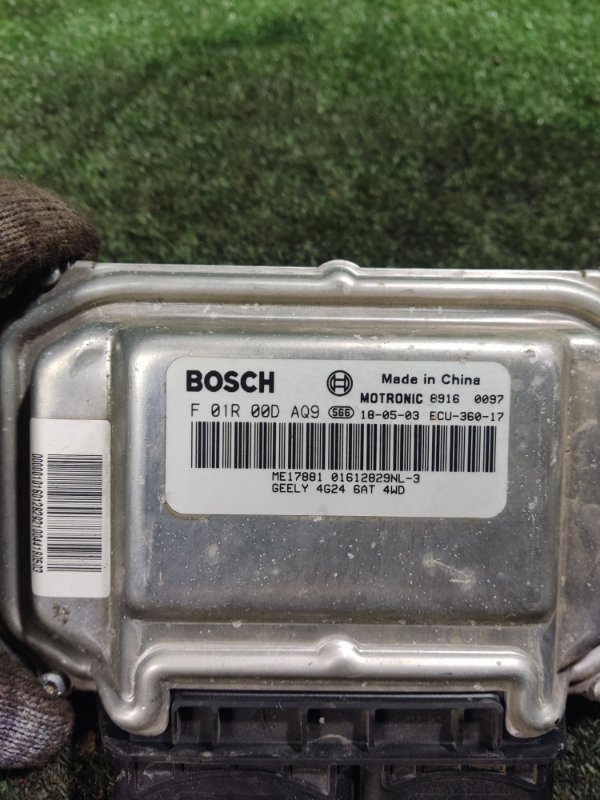 BOSCH
Made in China
MOTRONIC 8916 0097
F 01R 00D AQ9 566 18-05-03 ECU-360-17
ME17881 01612829NL-3
GEELY 4G24 6AT 4WD